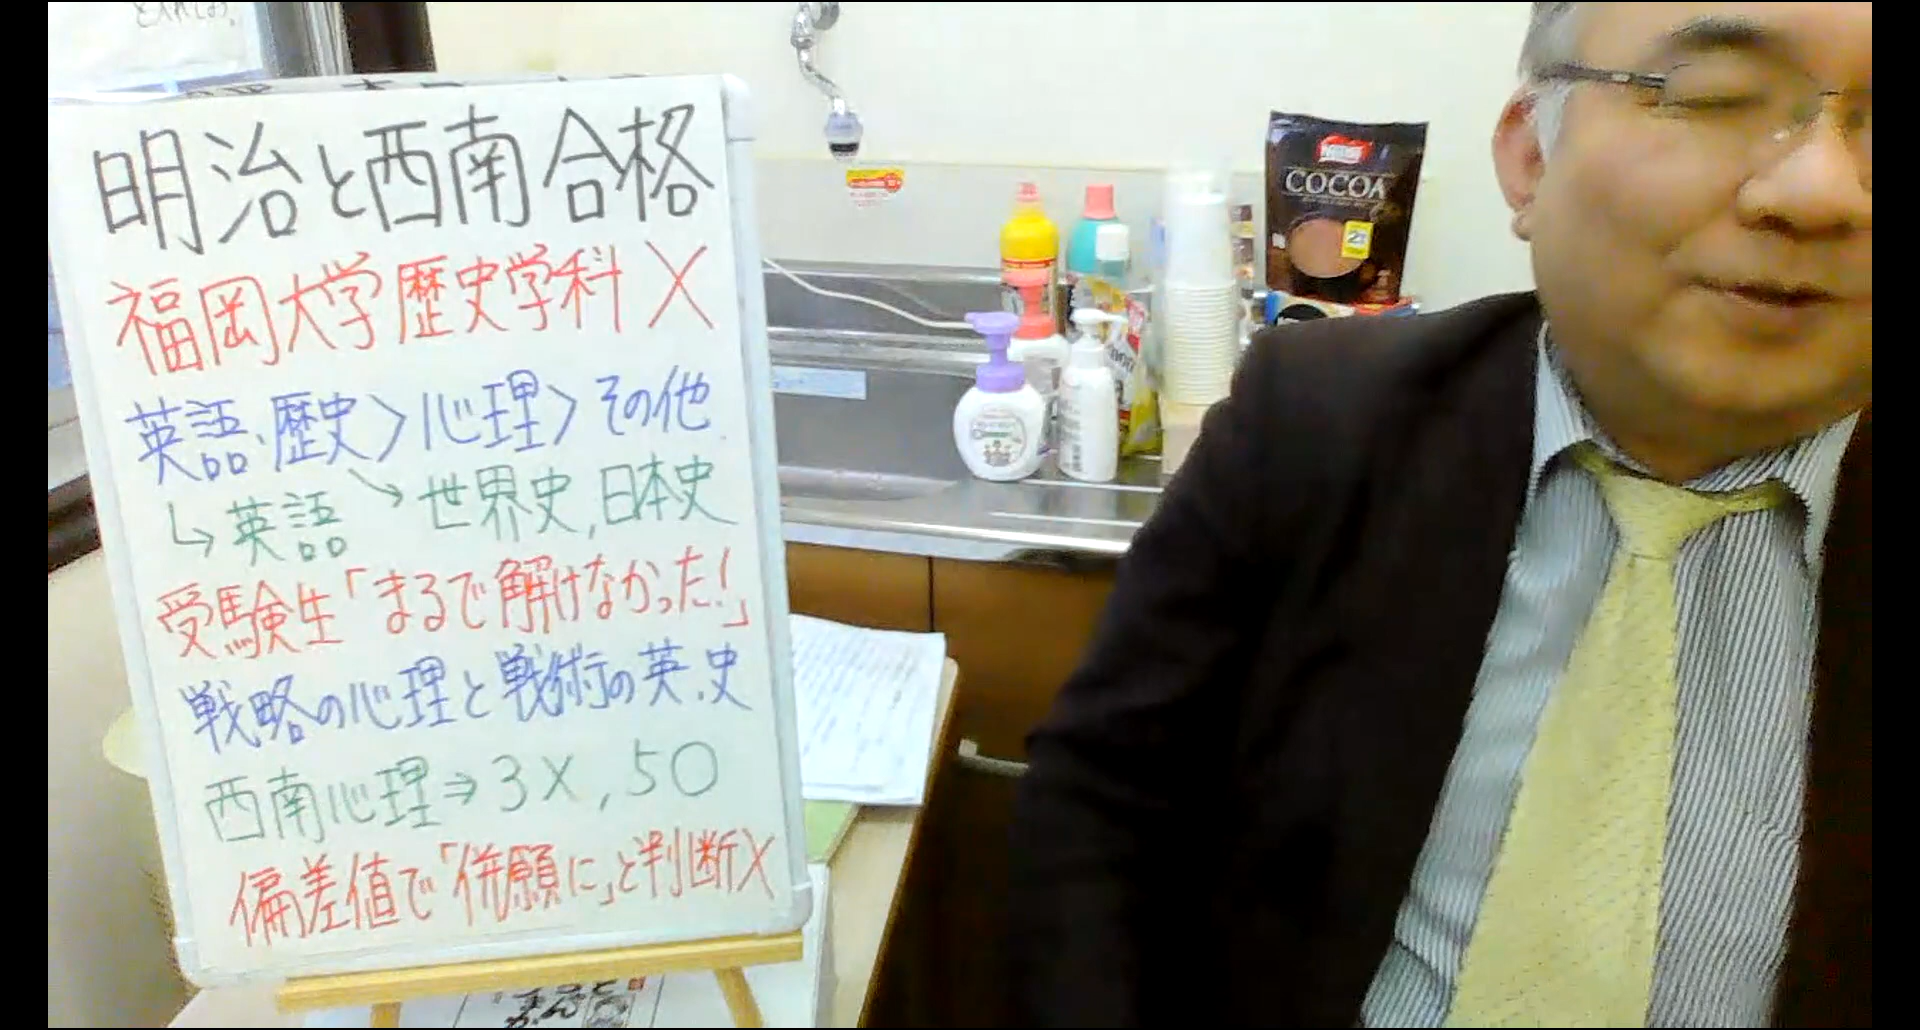 明治と西南合格
福岡大学歴史学科X
英語、歴史>心理>その他
↳英語 ↘世界史,日本史
受験生「まるで解けなかった!」
戦略の心理と戦術の英、史
西南心理⇒3X,50
偏差値で「併願に」と判断X
COCOA